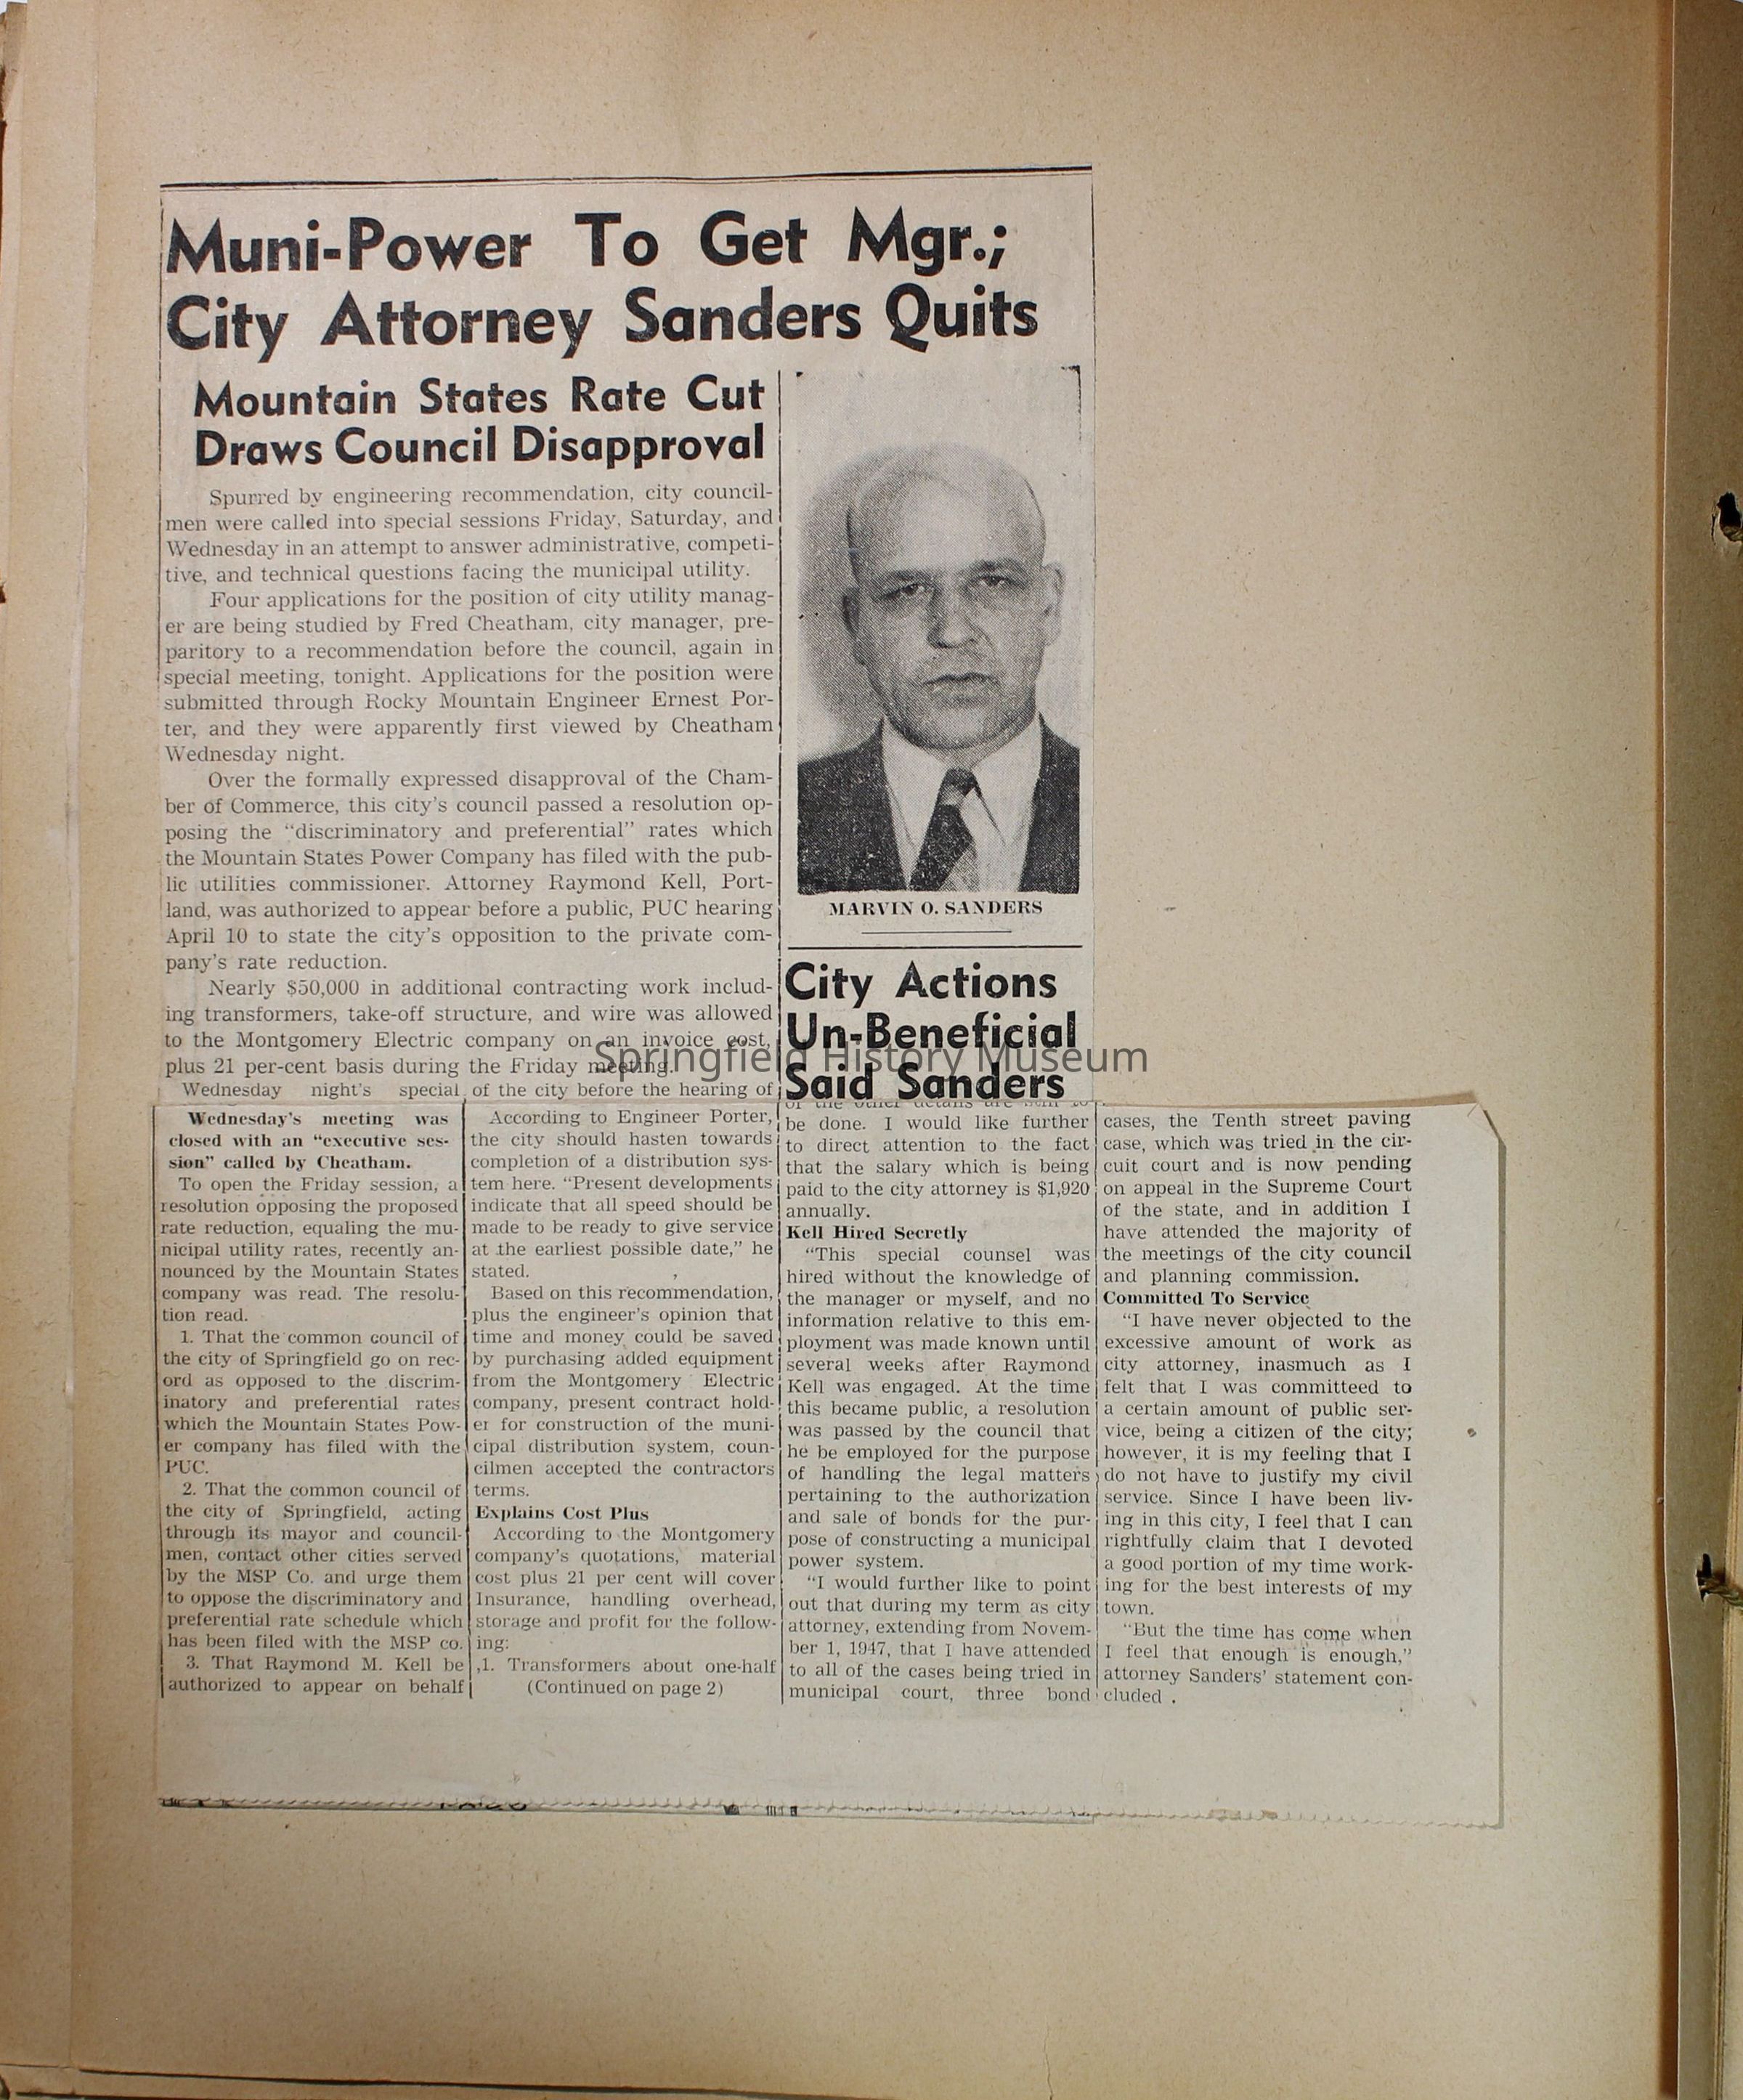 Muni-Power To Get Mgr.;
City Attorney Sanders Quits
Mountain States Rate Cut
Draws Council Disapproval
Spurred by engineering recommendation, city council-
men were called into special sessions Friday, Saturday, and
Wednesday in an attempt to answer administrative, competi-
tive, and technical questions facing the municipal utility.
Four applications for the position of city utility manag-
er are being studied by Fred Cheatham, city manager, pre-
paritory to a recommendation before the council, again in
special meeting, tonight. Applications for the position were
submitted through Rocky Mountain Engineer Ernest Por-
ter, and they were apparently first viewed by Cheatham
Wednesday night.
Over the formally expressed disapproval of the Cham-
ber of Commerce, this city's council passed a resolution op-
posing the "discriminatory and preferential" rates which
the Mountain States Power Company has filed with the pub-
lic utilities commissioner. Attorney Raymond Kell, Port-
land, was authorized to appear before a public, PUC hearing
April 10 to state the city's opposition to the private com-
pany's rate reduction.
Nearly $50,000 in additional contracting work includ-
ing transformers, take-off structure, and wire was allowed
to the Montgomery Electric company on an invoice cost,
plus 21 per-cent basis during the Friday meeting.
Wednesday night's special
Wednesday's meeting was
closed with an "executive ses-
sion" called by Cheatham.
To open the Friday session, a
resolution opposing the proposed
rate reduction, equaling the mu-
nicipal utility rates, recently an-
nounced by the Mountain States
company was read. The resolu-
tion read.
1. That the common council of
the city of Springfield go on rec-
ord as opposed to the discrim-
inatory and preferential rates
which the Mountain States Pow-
er company has filed with the
PUC.
2. That the common council of
the city of Springfield, acting
through its mayor and council-
men, contact other cities served
by the MSP Co. and urge them
to oppose the discriminatory and
preferential rate schedule which
has been filed with the MSP co.
3. That Raymond M. Kell be
authorized to appear on behalf
of the city before the hearing of
According to Engineer Porter,
the city should hasten towards
completion of a distribution sys-
tem here. "Present developments
indicate that all speed should be
made to be ready to give service
at the earliest possible date," he
stated.
Based on this recommendation,
plus the engineer's opinion that
time and money could be saved
by purchasing added equipment
from the Montgomery Electric
company, present contract hold-
er for construction of the muni-
cipal distribution system, coun-
cilmen accepted the contractors
terms.
Explains Cost Plus
According to the Montgomery
company's quotations, material
cost plus 21 per cent will cover
Insurance, handling overhead,
storage and profit for the follow-
ing:
,1. Transformers about one-half
(Continued on page 2)
MARVIN O. SANDERS
City Actions
Un-Beneficial
Said Sanders
of the other details are sent to
be done. I would like further
to direct attention to the fact
that the salary which is being
paid to the city attorney is $1,920
annually.
Kell Hired Secretly
"This special counsel was
hired without the knowledge of
the manager or myself, and no
information relative to this em-
ployment was made known until
several weeks after Raymond
Kell was engaged. At the time
this became public, a resolution
was passed by the council that
he be employed for the purpose
of handling the legal matters
pertaining to the authorization
and sale of bonds for the pur-
pose of constructing a municipal
power system.
"I would further like to point
out that during my term as city
attorney, extending from Novem-
ber 1, 1947, that I have attended
to all of the cases being tried in
municipal court, three bond
cases, the Tenth street paving
case, which was tried in the cir-
cuit court and is now pending
on appeal in the Supreme Court
of the state, and in addition I
have attended the majority of
the meetings of the city council
and planning commission.
Committed To Service
"I have never objected to the
excessive amount of work as
city attorney, inasmuch as I
felt that I was committeed to
a certain amount of public ser-
vice, being a citizen of the city;
however, it is my feeling that I
do not have to justify my civil
service. Since I have been liv-
ing in this city, I feel that I can
rightfully claim that I devoted
a good portion of my time work-
ing for the best interests of my
town.
"But the time has come when
I feel that enough is enough,"
attorney Sanders' statement con-
cluded .
Springfield History Museum